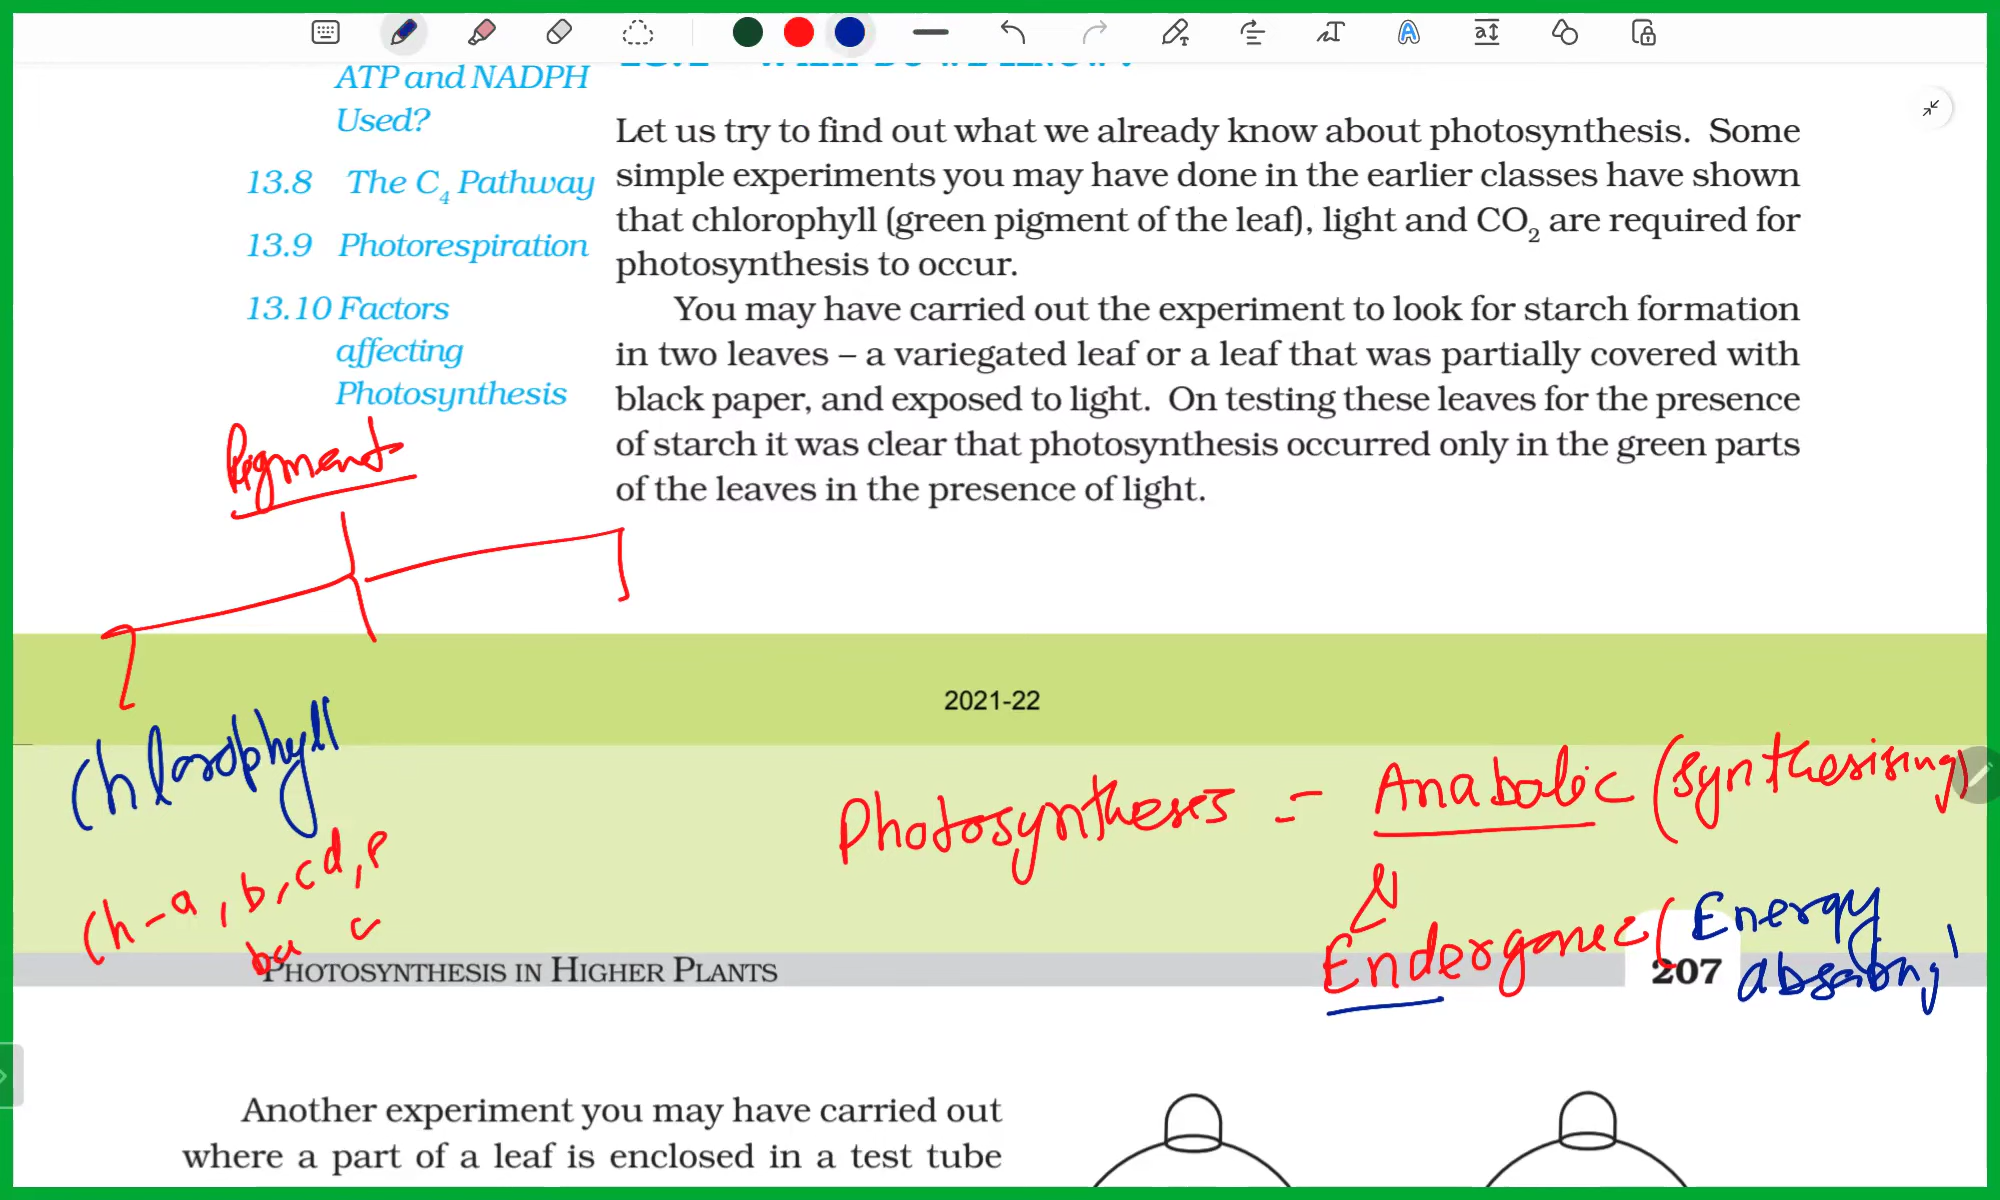 ATP and NADPH
Used?
13.8 The C4 Pathway
13.9 Photorespiration
13.10 Factors
affecting
Photosynthesis
Let us try to find out what we already know about photosynthesis. Some
simple experiments you may have done in the earlier classes have shown
that chlorophyll (green pigment of the leaf), light and CO2 are required for
photosynthesis to occur.
You may have carried out the experiment to look for starch formation
in two leaves – a variegated leaf or a leaf that was partially covered with
black paper, and exposed to light. On testing these leaves for the presence
of starch it was clear that photosynthesis occurred only in the green parts
of the leaves in the presence of light.
Pigment
2021-22
Chlorophyll
Ch-a, b, c d, e
Photosynthesis = Anabolic (Synthesising)
Endergonic (Energy
absorbing)
PHOTOSYNTHESIS IN HIGHER PLANTS
207
Another experiment you may have carried out
where a part of a leaf is enclosed in a test tube